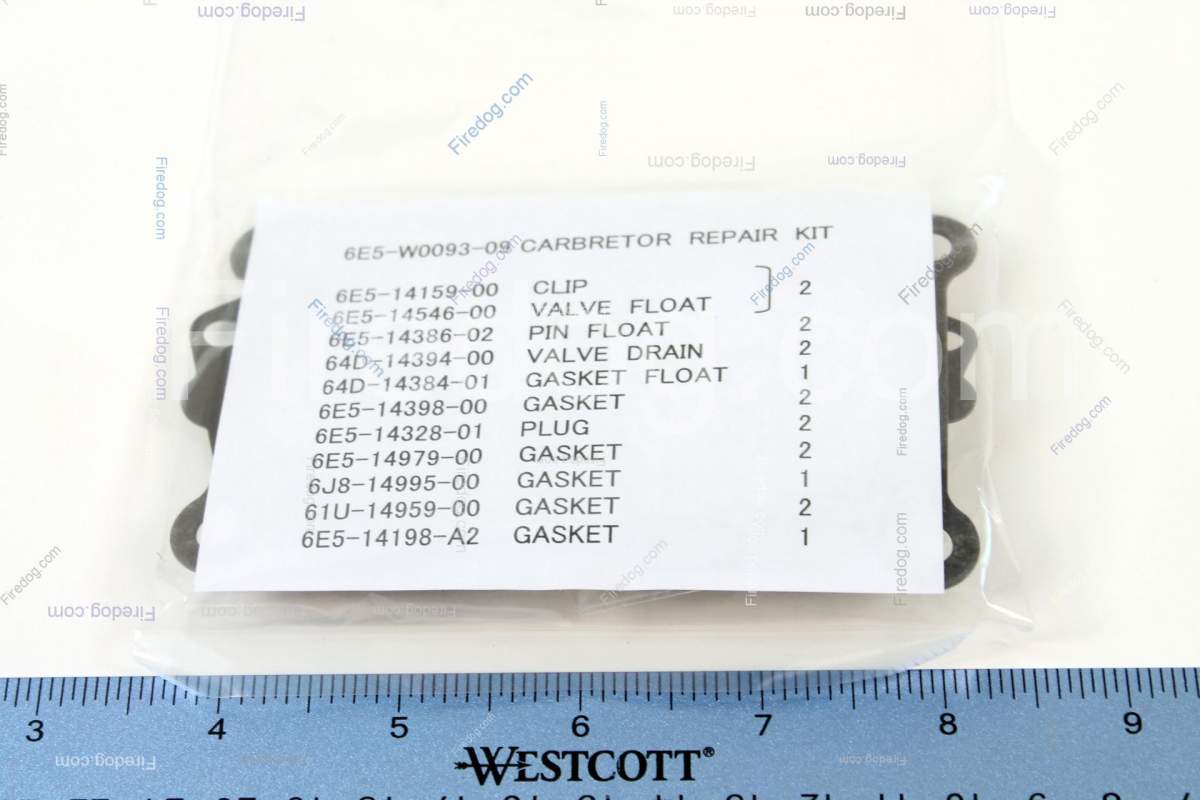 6E5-W0093-09 CARBRETOR REPAIR KIT
6E5-14159-00 CLIP 2
6E5-14546-00 VALVE FLOAT
6E5-14386-02 PIN FLOAT 2
64D-14394-00 VALVE DRAIN 2
64D-14384-01 GASKET FLOAT 1
6E5-14398-00 GASKET 2
6E5-14328-01 PLUG 2
6E5-14979-00 GASKET 2
6J8-14995-00 GASKET 1
61U-14959-00 GASKET 2
6E5-14198-A2 GASKET 1
3 4 5 6 7 8 9
WESTCOTT®
Firedog.com